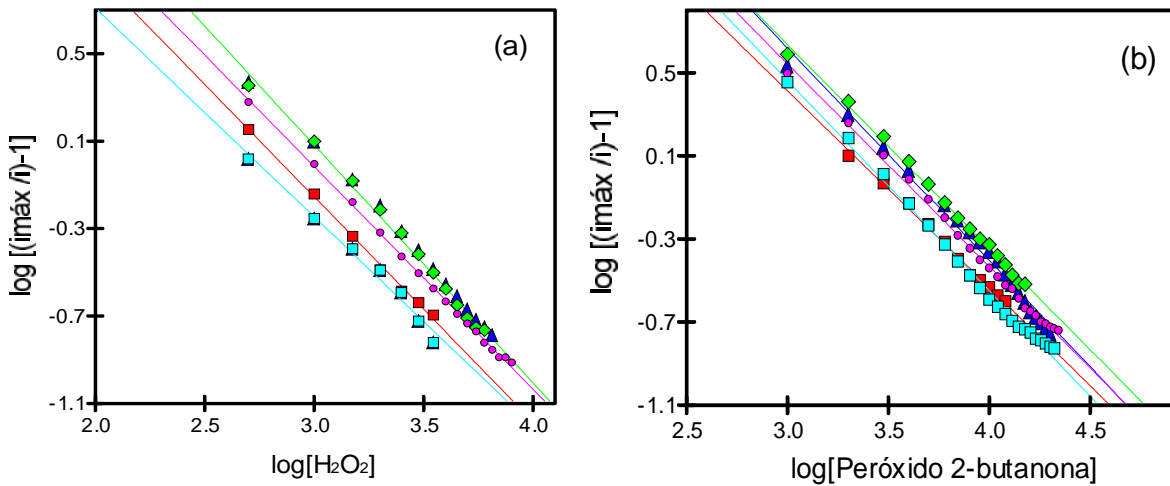 (a)
log [(imáx /i)-1]
0.5
0.1
-0.3
-0.7
-1.1
2.0 2.5 3.0 3.5 4.0
log[H₂O₂]
(b)
log [(imáx /i)-1]
0.5
0.1
-0.3
-0.7
-1.1
2.5 3.0 3.5 4.0 4.5
log[Peróxido 2-butanona]